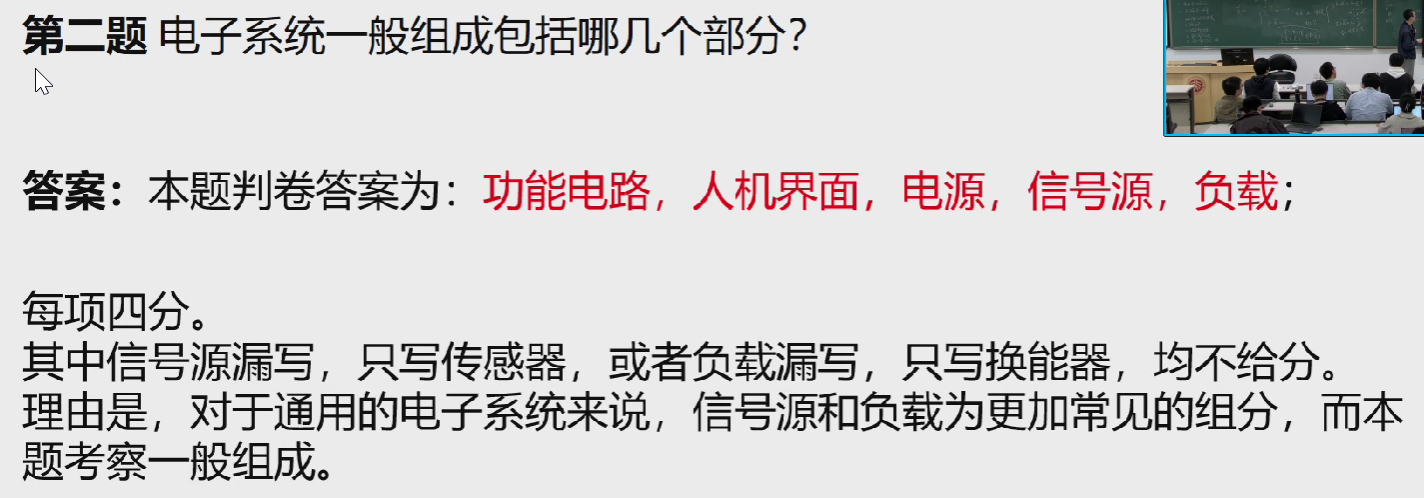 第二题 电子系统一般组成包括哪几个部分？
答案：本题判卷答案为：功能电路，人机界面，电源，信号源，负载；
每项四分。
其中信号源漏写，只写传感器，或者负载漏写，只写换能器，均不给分。
理由是，对于通用的电子系统来说，信号源和负载为更加常见的组分，而本
题考察一般组成。